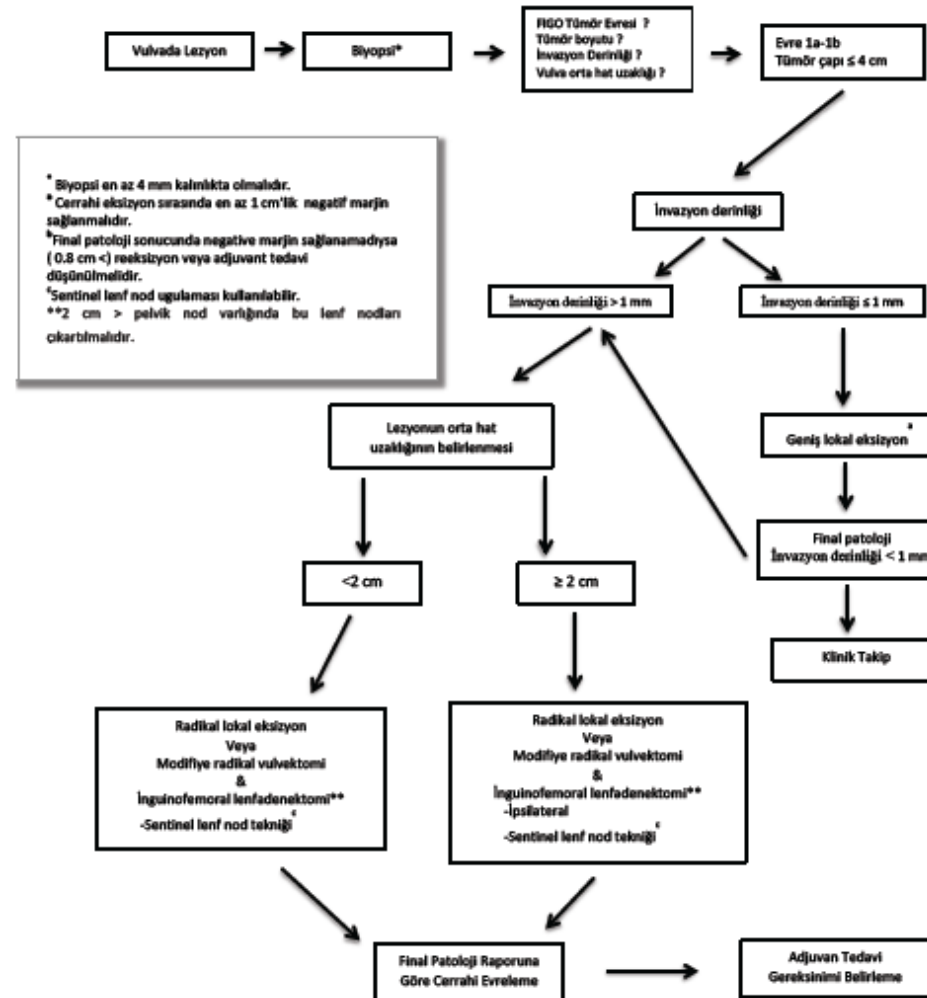 Vulvada Lezyon
Biyopsi*
FIGO Tümör Evresi ?
Tümör boyutu ?
İnvazyon Derinliği ?
Vulva orta hat uzaklığı ?
Evre 1a-1b
Tümör çapı ≤ 4 cm
* Biyopsi en az 4 mm kalınlıkta olmalıdır.
a Cerrahi eksizyon sırasında en az 1 cm'lik negatif marjin
sağlanmalıdır.
b Final patoloji sonucunda negative marjin sağlanamadıysa
( 0.8 cm <) reeksizyon veya adjuvant tedavi
düşünülmelidir.
c Sentinel lenf nod ugulaması kullanılabilir.
**2 cm > pelvik nod varlığında bu lenf nodları
çıkartılmalıdır.
İnvazyon derinliği
İnvazyon derinliği > 1 mm
İnvazyon derinliği ≤ 1 mm
Lezyonun orta hat
uzaklığının belirlenmesi
Geniş lokal eksizyon a
Final patoloji
İnvazyon derinliği < 1 mm
<2 cm
≥ 2 cm
Klinik Takip
Radikal lokal eksizyon
Veya
Modifiye radikal vulvektomi
&
İnguinofemoral lenfadenektomi**
-Sentinel lenf nod tekniği c
Radikal lokal eksizyon
Veya
Modifiye radikal vulvektomi
&
İnguinofemoral lenfadenektomi**
-İpsilateral
-Sentinel lenf nod tekniği c
Final Patoloji Raporuna
Göre Cerrahi Evreleme
Adjuvan Tedavi
Gereksinimi Belirleme